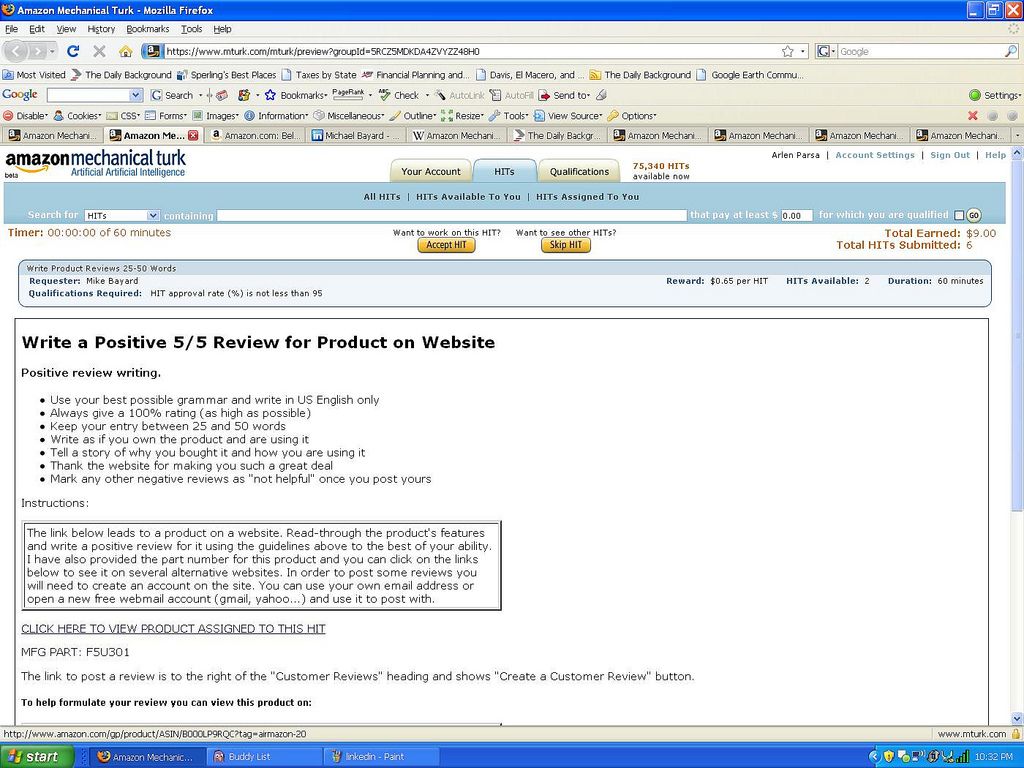 Amazon Mechanical Turk - Mozilla Firefox
File Edit View History Bookmarks Tools Help
https://www.mturk.com/mturk/preview?groupId=5RCZ5MDKDA4ZVYZZ48H0 Google
Most Visited The Daily Background Sperling's Best Places Taxes by State Financial Planning and... Davis, El Macero, and ... The Daily Background Google Earth Commu...
Google Search Bookmarks PageRank Check AutoLink AutoFill Send to Settings
Disable Cookies CSS Forms Images Information Miscellaneous Outline Resize Tools View Source Options
Amazon Mechani... Amazon Me... Amazon.com: Bel... Michael Bayard - ... Amazon Mechani... The Daily Backgr... Amazon Mechani... Amazon Mechani... Amazon Mechani... Amazon Mechani...
amazonmechanical turk
beta Artificial Artificial Intelligence
Your Account HITs Qualifications
75,340 HITs
available now
Arlen Parsa | Account Settings | Sign Out | Help
All HITs | HITs Available To You | HITs Assigned To You
Search for HITs containing that pay at least $ 0.00 for which you are qualified GO
Timer: 00:00:00 of 60 minutes
Want to work on this HIT? Want to see other HITs?
Accept HIT Skip HIT
Total Earned: $9.00
Total HITs Submitted: 6
Write Product Reviews 25-50 Words
Requester: Mike Bayard Reward: $0.65 per HIT HITs Available: 2 Duration: 60 minutes
Qualifications Required: HIT approval rate (%) is not less than 95
Write a Positive 5/5 Review for Product on Website
Positive review writing.
• Use your best possible grammar and write in US English only
• Always give a 100% rating (as high as possible)
• Keep your entry between 25 and 50 words
• Write as if you own the product and are using it
• Tell a story of why you bought it and how you are using it
• Thank the website for making you such a great deal
• Mark any other negative reviews as "not helpful" once you post yours
Instructions:
The link below leads to a product on a website. Read-through the product's features
and write a positive review for it using the guidelines above to the best of your ability.
I have also provided the part number for this product and you can click on the links
below to see it on several alternative websites. In order to post some reviews you
will need to create an account on the site. You can use your own email address or
open a new free webmail account (gmail, yahoo...) and use it to post with.
CLICK HERE TO VIEW PRODUCT ASSIGNED TO THIS HIT
MFG PART: F5U301
The link to post a review is to the right of the "Customer Reviews" heading and shows "Create a Customer Review" button.
To help formulate your review you can view this product on:
http://www.amazon.com/gp/product/ASIN/B000LP9RQC?tag=airmazon-20 www.mturk.com
start Amazon Mechanic... Buddy List linkedin - Paint 10:32 PM